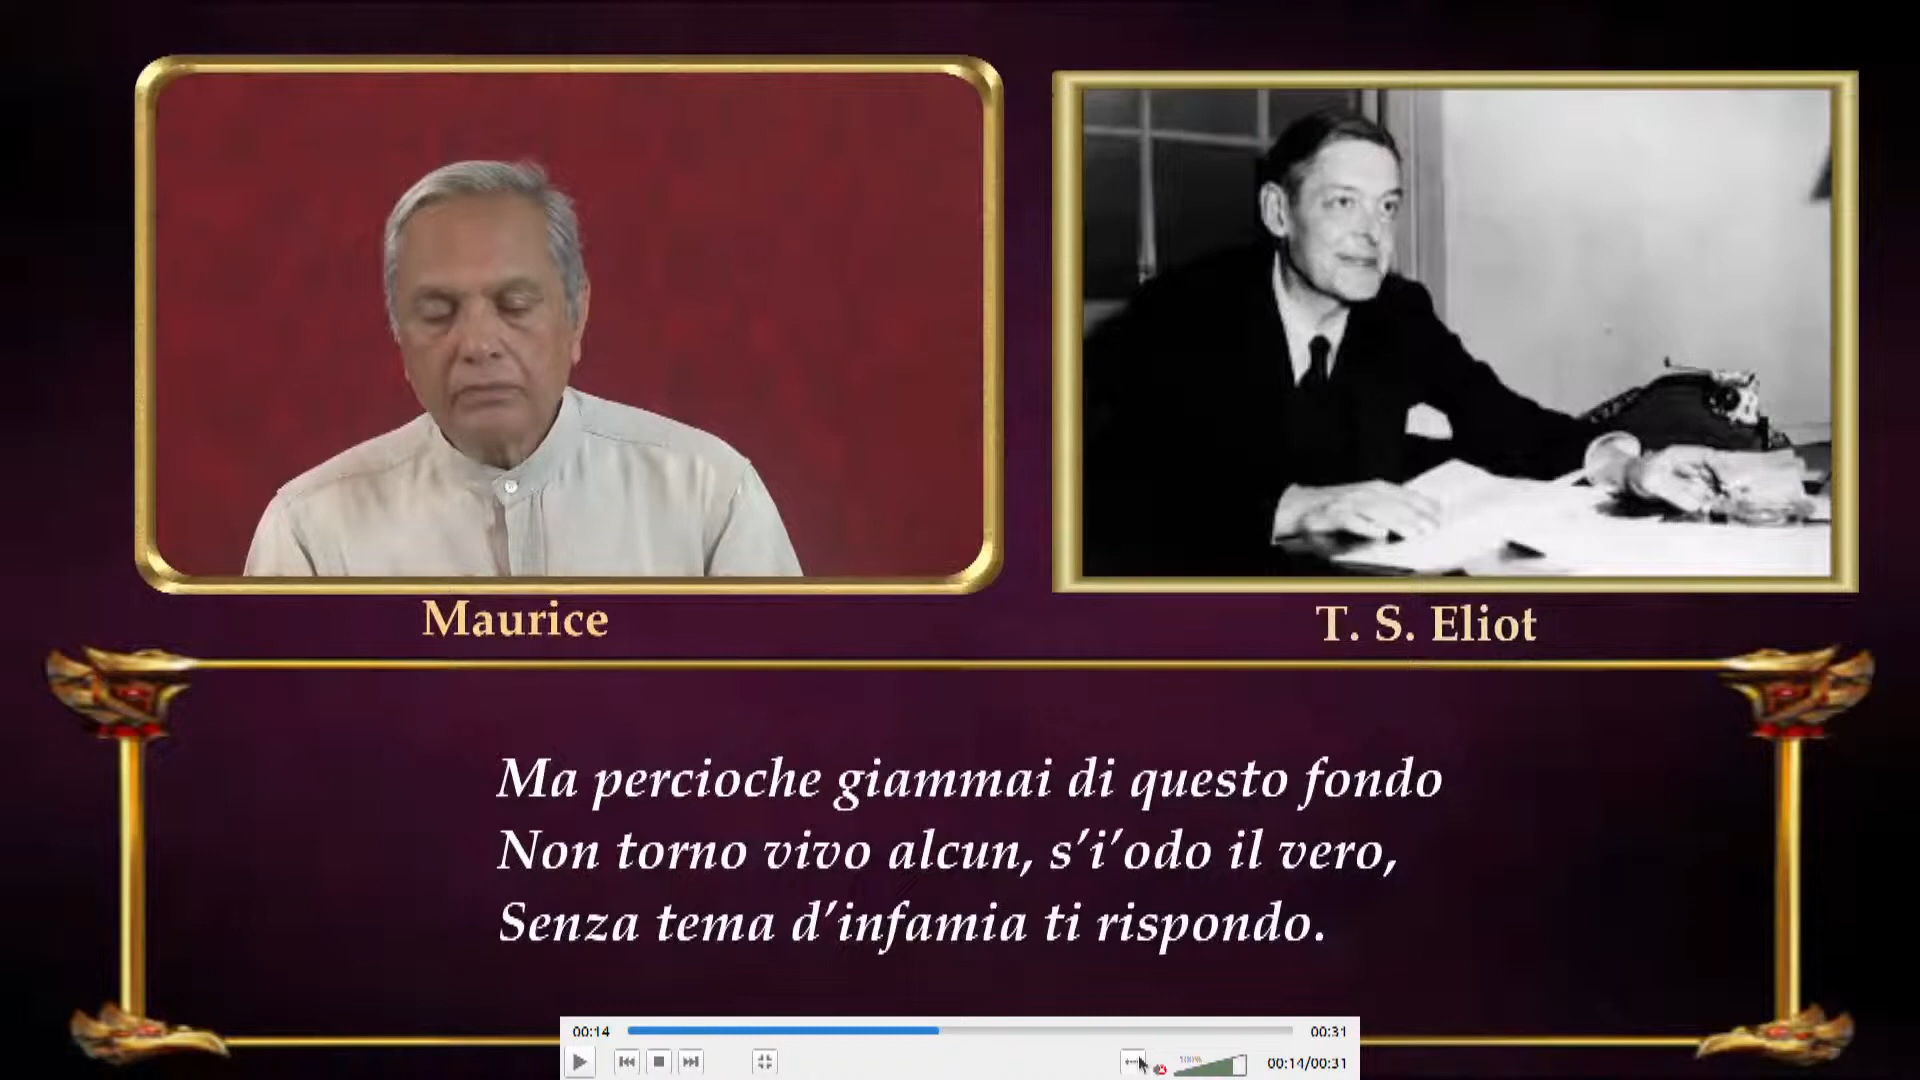 Maurice
T. S. Eliot
Ma percioche giammai di questo fondo
Non torno vivo alcun, s'i'odo il vero,
Senza tema d'infamia ti rispondo.
00:14
00:31
100%
00:14/00:31